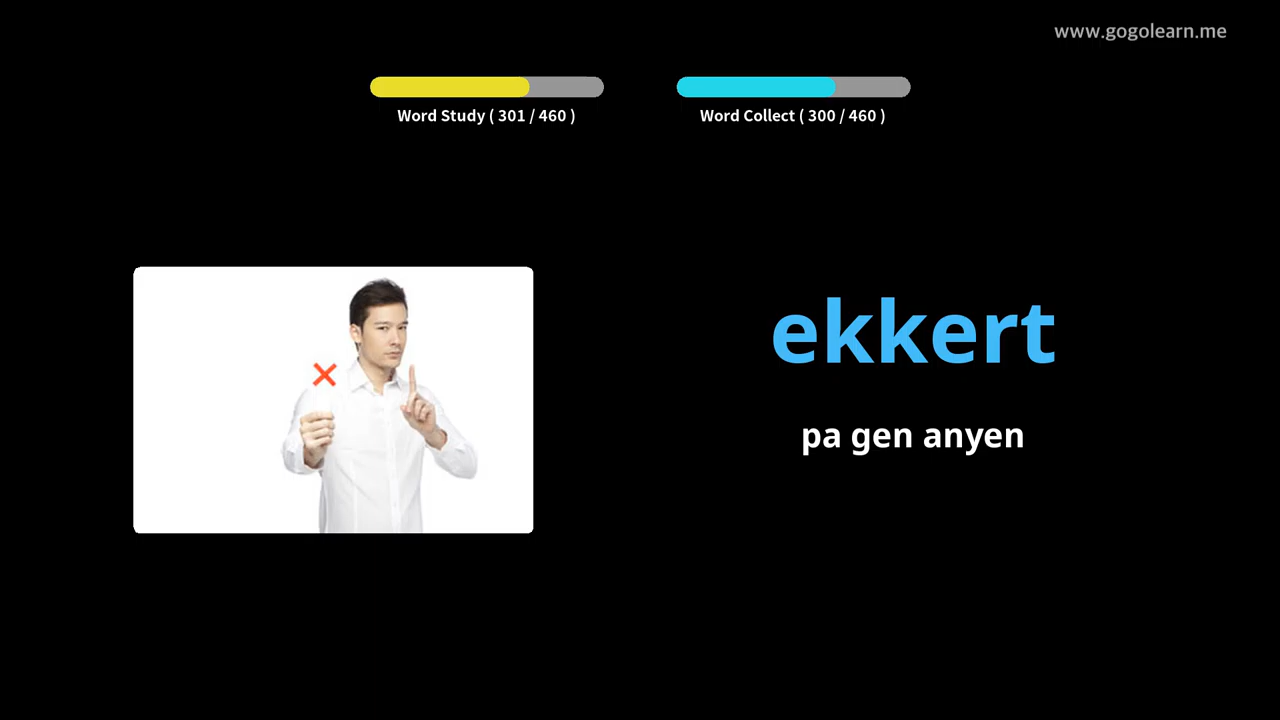 www.gogolearn.me
Word Study ( 301 / 460 )
Word Collect ( 300 / 460 )
ekkert
pa gen anyen